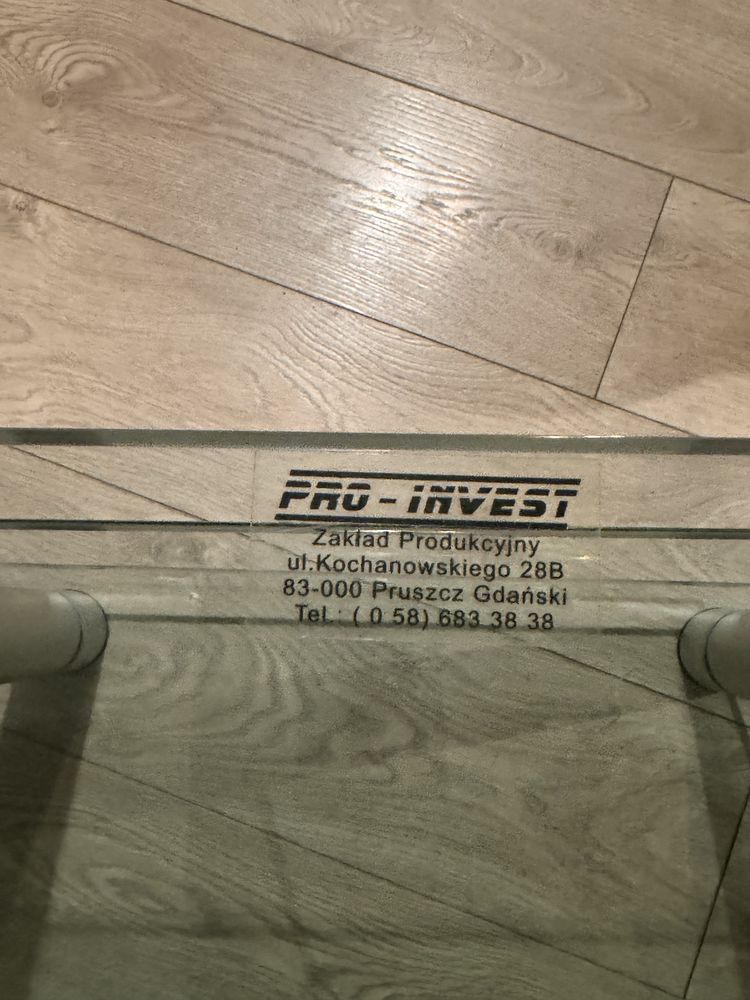 PRO-INVEST
Zakład Produkcyjny
ul.Kochanowskiego 28B
83-000 Pruszcz Gdański
Tel.: ( 0 58) 683 38 38